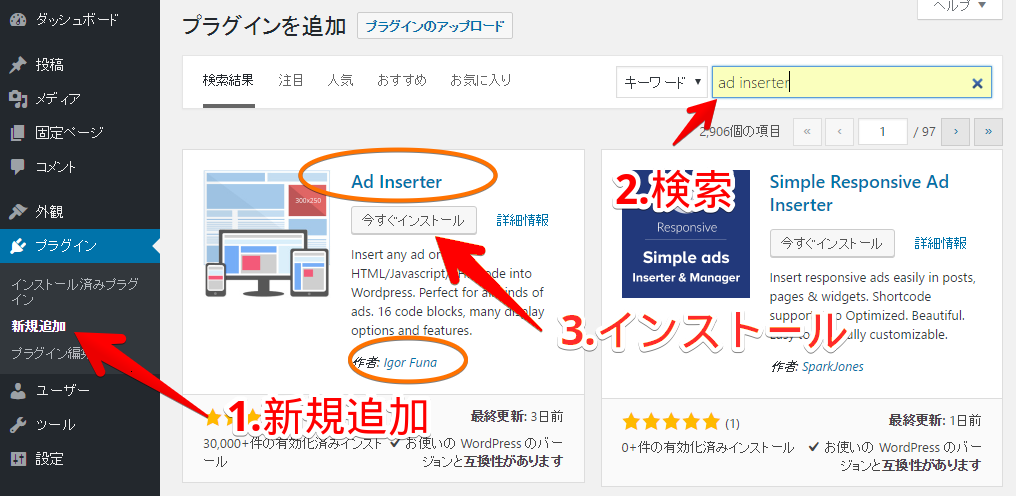 ダッシュボード
投稿
メディア
固定ページ
コメント
外観
プラグイン
インストール済みプラグ
イン
新規追加
プラグイン編
ユーザー
ツール
設定
プラグインを追加
プラグインのアップロード
ヘルプ ▼
検索結果
注目
人気
おすすめ
お気に入り
キーワード ▼
ad inserter
2,906個の項目
«
‹
1
/ 97
›
»
300x250
Ad Inserter
今すぐインストール
詳細情報
Insert any ad or
HTML/Javascript/ code into
Wordpress. Perfect for all kinds of
ads. 16 code blocks, many display
options and features.
作者: Igor Funa
最終更新: 3日前
30,000+件の有効化済みインスト
ール
✔ お使いの WordPress のバー
ジョンと互換性があります
Responsive
Simple ads
Inserter & Manager
Simple Responsive Ad
Inserter
今すぐインストール
詳細情報
Insert responsive ads easily in posts,
pages & widgets. Shortcode
Optimized. Beautiful.
customizable.
作者: SparkJones
(1)
最終更新: 1日前
0+件の有効化済みインストール
✔ お使いの WordPress のバー
ジョンと互換性があります
1.新規追加
2.検索
3.インストール